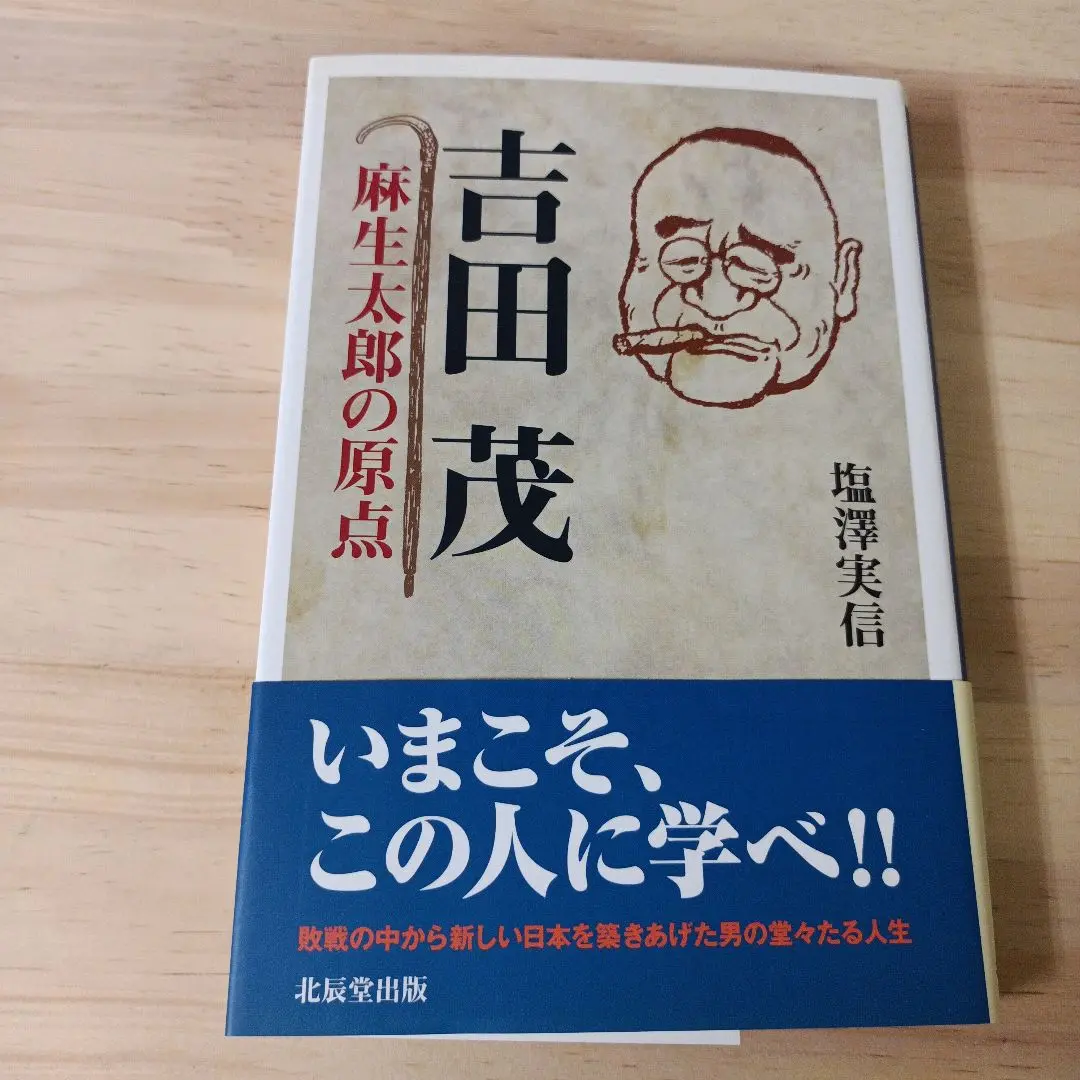 吉田茂
麻生太郎の原点
塩澤実信
いまこそ、
この人に学べ!!
敗戦の中から新しい日本を築きあげた男の堂々たる人生
北辰堂出版